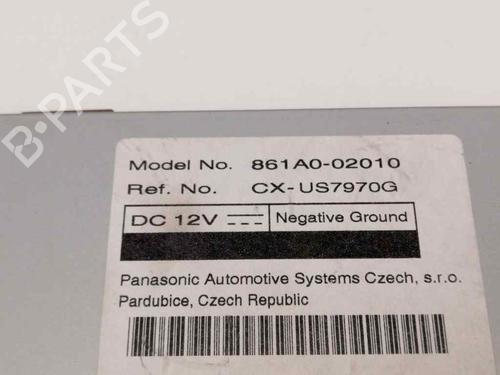 B-PARTS
Model No. 861A0-02010
Ref. No. CX-US7970G
DC 12V Negative Ground
Panasonic Automotive Systems Czech, s.r.o.
Pardubice, Czech Republic